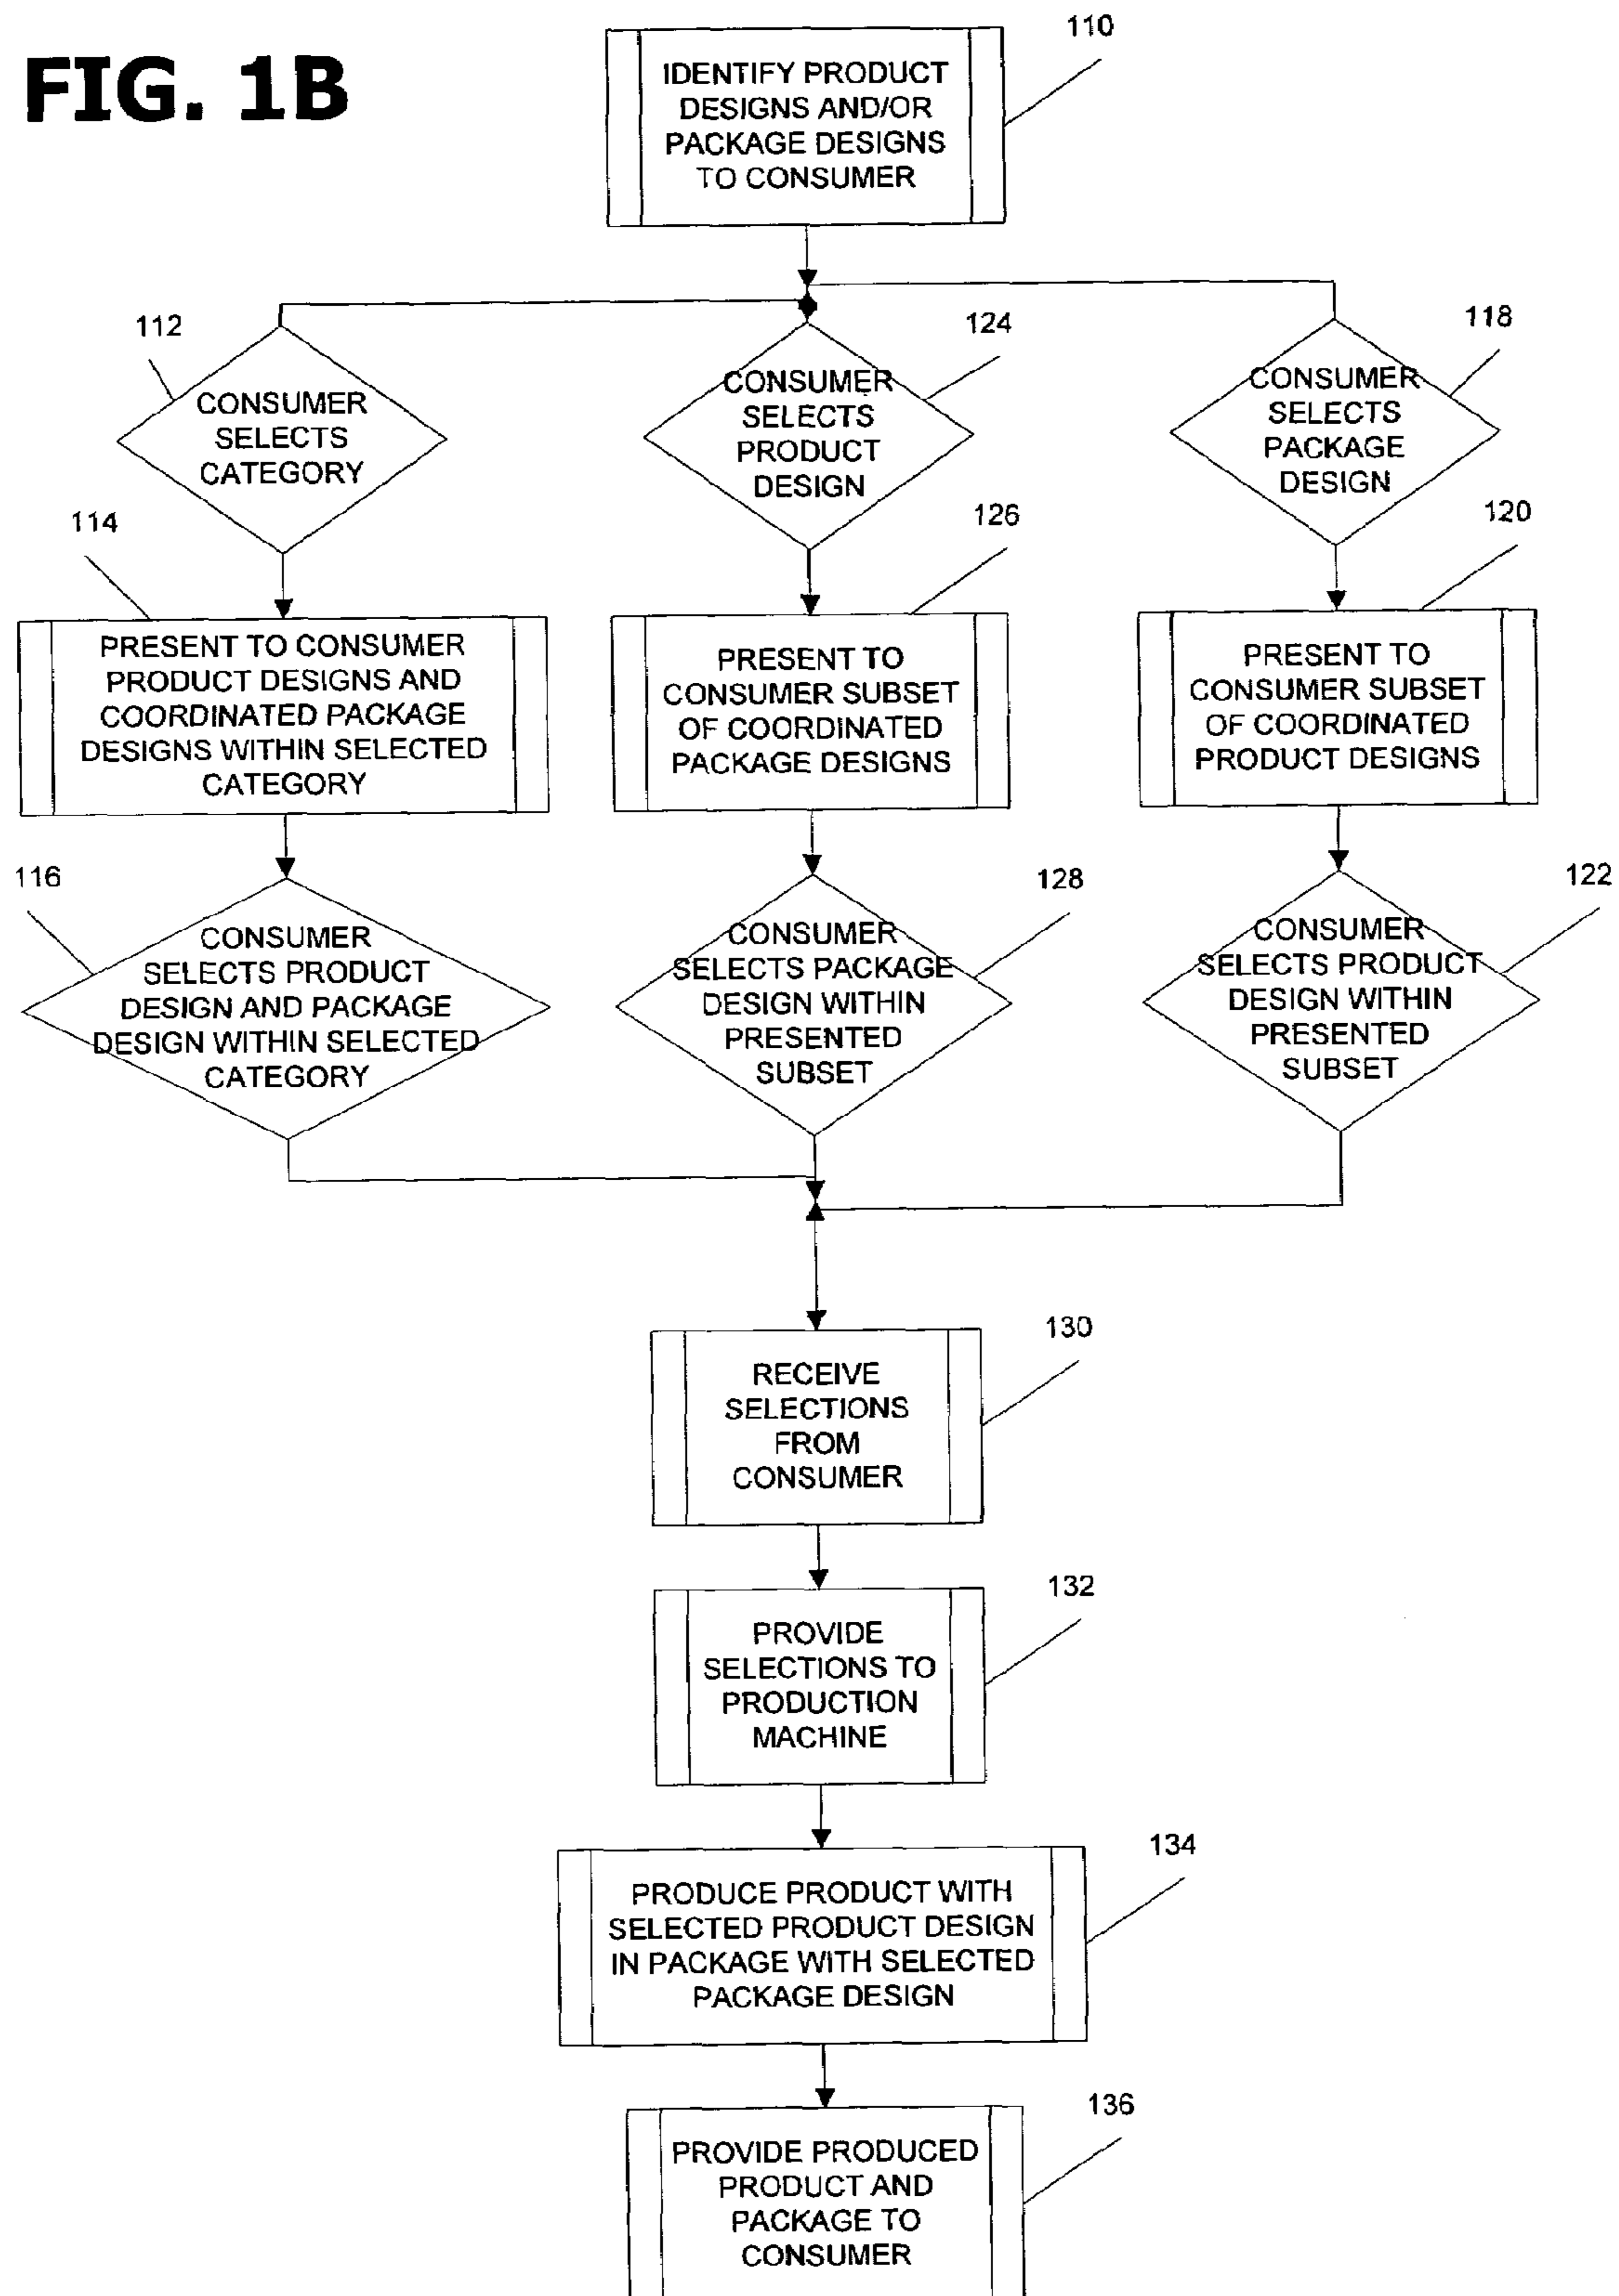 FIG. 1B
110
IDENTIFY PRODUCT
DESIGNS AND/OR
PACKAGE DESIGNS
TO CONSUMER
112
CONSUMER
SELECTS
CATEGORY
124
CONSUMER
SELECTS
PRODUCT
DESIGN
118
CONSUMER
SELECTS
PACKAGE
DESIGN
114
PRESENT TO CONSUMER
PRODUCT DESIGNS AND
COORDINATED PACKAGE
DESIGNS WITHIN SELECTED
CATEGORY
126
PRESENT TO
CONSUMER SUBSET
OF COORDINATED
PACKAGE DESIGNS
120
PRESENT TO
CONSUMER SUBSET
OF COORDINATED
PRODUCT DESIGNS
116
CONSUMER
SELECTS PRODUCT
DESIGN AND PACKAGE
DESIGN WITHIN SELECTED
CATEGORY
128
CONSUMER
SELECTS PACKAGE
DESIGN WITHIN
PRESENTED
SUBSET
122
CONSUMER
SELECTS PRODUCT
DESIGN WITHIN
PRESENTED
SUBSET
130
RECEIVE
SELECTIONS
FROM
CONSUMER
132
PROVIDE
SELECTIONS TO
PRODUCTION
MACHINE
134
PRODUCE PRODUCT WITH
SELECTED PRODUCT DESIGN
IN PACKAGE WITH SELECTED
PACKAGE DESIGN
136
PROVIDE PRODUCED
PRODUCT AND
PACKAGE TO
CONSUMER